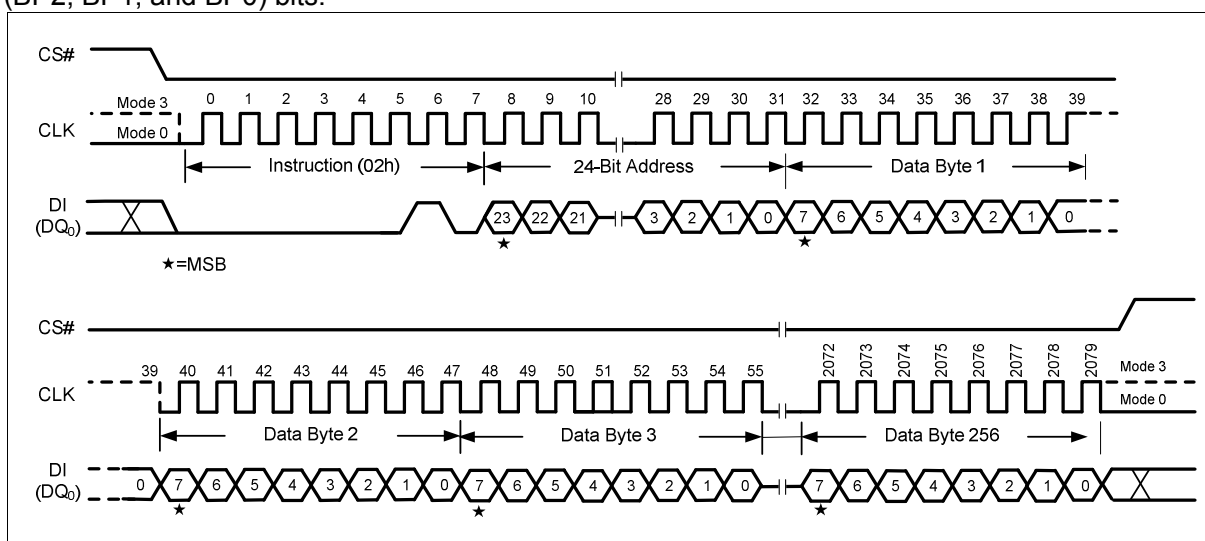 (BP2, BP1, and BP0) bits.
CS#
Mode 3 0 1 2 3 4 5 6 7 8 9 10 28 29 30 31 32 33 34 35 36 37 38 39
CLK
Mode 0
Instruction (02h) 24-Bit Address Data Byte 1
DI
(DQ0) 23 22 21 3 2 1 0 7 6 5 4 3 2 1 0
★ ★
★=MSB
CS#
39 40 41 42 43 44 45 46 47 48 49 50 51 52 53 54 55 2072 2073 2074 2075 2076 2077 2078 2079 Mode 3
CLK
Mode 0
Data Byte 2 Data Byte 3 Data Byte 256
DI
(DQ0) 0 7 6 5 4 3 2 1 0 7 6 5 4 3 2 1 0 7 6 5 4 3 2 1 0
★ ★ ★